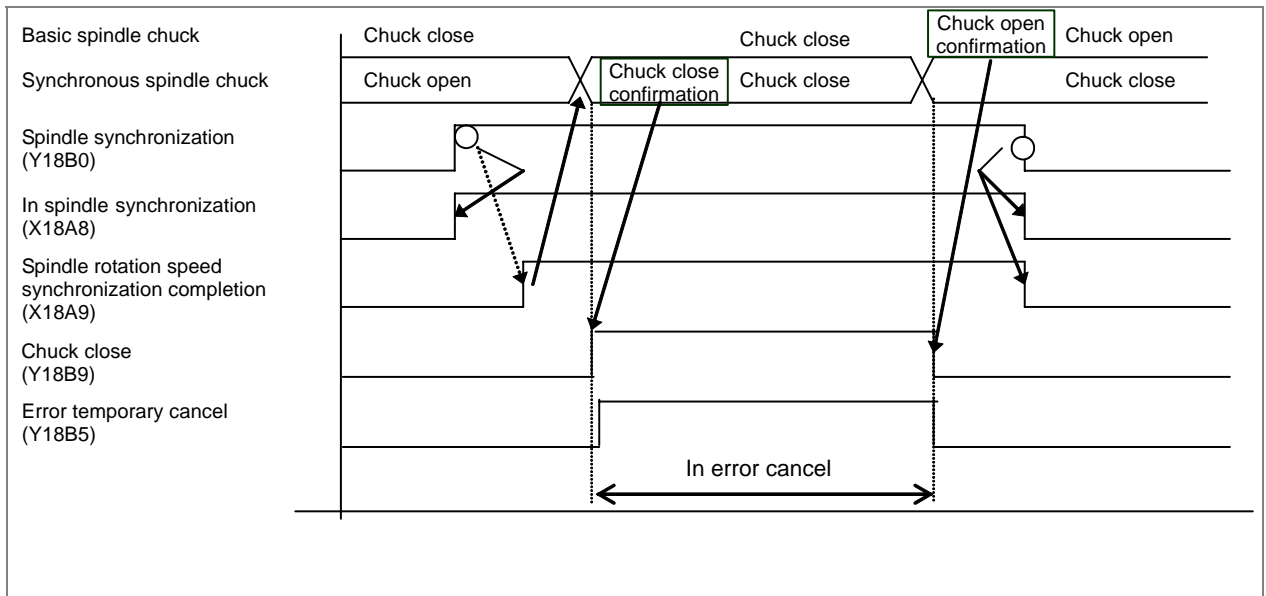 Basic spindle chuck
Chuck close
Chuck close
Chuck open
confirmation
Chuck open
Synchronous spindle chuck
Chuck open
Chuck close
confirmation
Chuck close
Chuck close
Spindle synchronization
(Y18B0)
In spindle synchronization
(X18A8)
Spindle rotation speed
synchronization completion
(X18A9)
Chuck close
(Y18B9)
Error temporary cancel
(Y18B5)
In error cancel